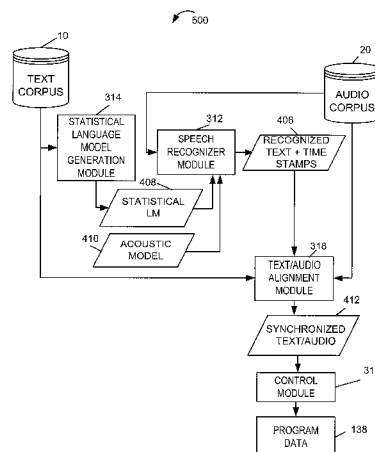 500
10
20
TEXT
CORPUS
AUDIO
CORPUS
314
STATISTICAL
LANGUAGE
MODEL
GENERATION
MODULE
312
SPEECH
RECOGNIZER
MODULE
406
RECOGNIZED
TEXT + TIME
STAMPS
408
STATISTICAL
LM
410
ACOUSTIC
MODEL
318
TEXT/AUDIO
ALIGNMENT
MODULE
412
SYNCHRONIZED
TEXT/AUDIO
CONTROL
MODULE
31
PROGRAM
DATA
138